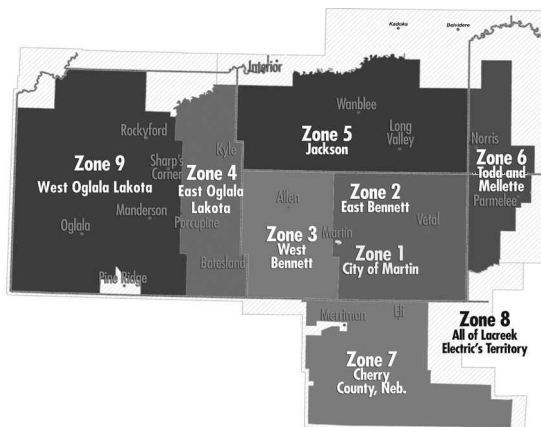 Kadoka
Belvidere
Interior
Wanblee
Rockyford
Zone 5
Jackson
Long
Valley
Norris
Kyle
Zone 9
West Oglala Lakota
Sharp's
Corner
Zone 4
East Oglala
Lakota
Zone 6
Todd and
Mellette
Parmelee
Allen
Zone 2
East Bennett
Manderson
Oglala
Porcupine
Vetal
Zone 3
West
Bennett
Martin
Zone 1
City of Martin
Batesland
Pine Ridge
Merriman
Eli
Zone 8
All of Lacreek
Electric's Territory
Zone 7
Cherry
County, Neb.